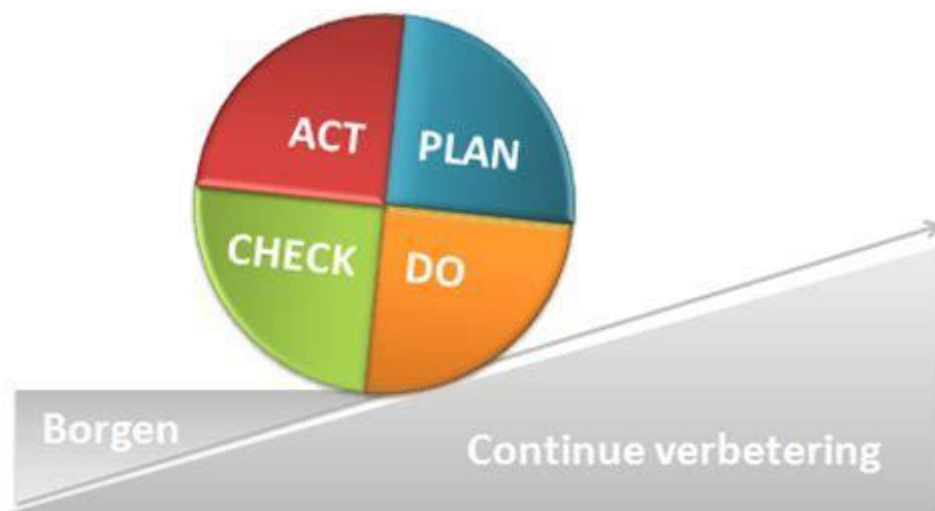 ACT
PLAN
CHECK
DO
Borgen
Continue verbetering